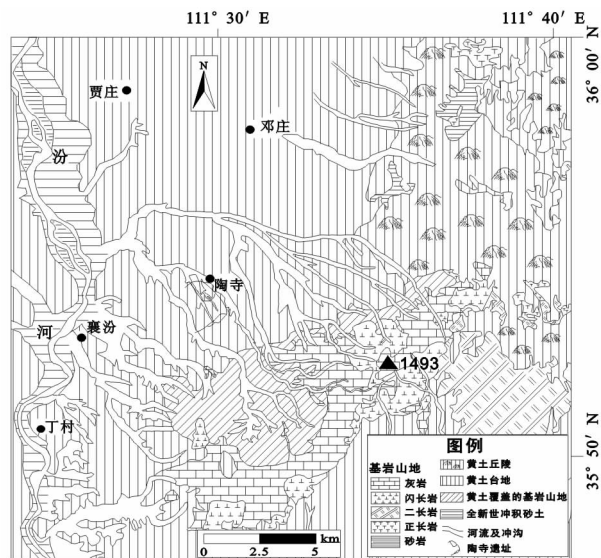 111° 30′ E
111° 40′ E
36° 00′ N
贾庄
N
邓庄
汾
陶寺
河
襄汾
1493
丁村
35° 50′ N
图例
基岩山地
灰岩
闪长岩
二长岩
正长岩
砂岩
黄土丘陵
黄土台地
黄土覆盖的基岩山地
全新世冲积砂土
河流及冲沟
陶寺遗址
km
0
2.5
5